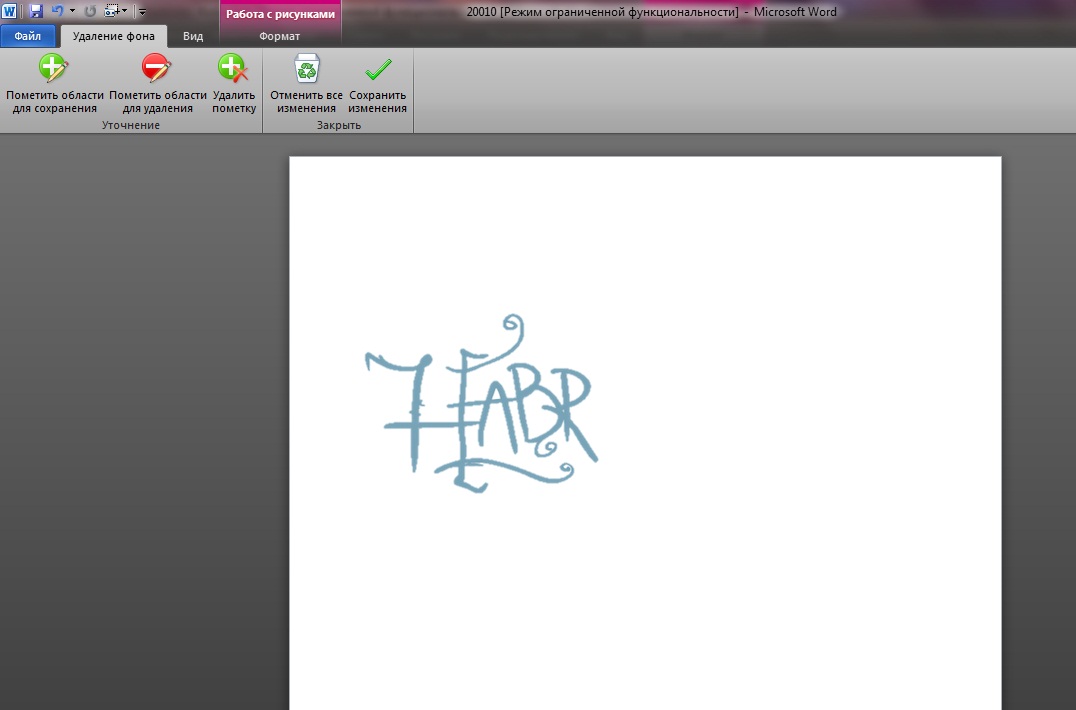 Работа с рисунками
20010 [Режим ограниченной функциональности] - Microsoft Word
Файл
Удаление фона
Вид
Формат
Пометить области
для сохранения
Пометить области
для удаления
Удалить
пометку
Отменить все
изменения
Сохранить
изменения
Уточнение
Закрыть
HABR